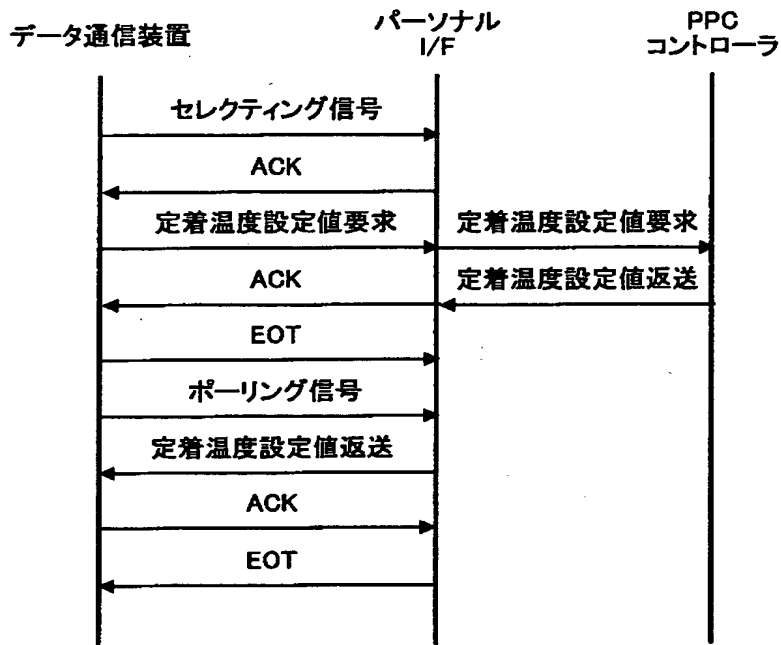 データ通信装置
パーソナル
I/F
PPC
コントローラ
セレクティング信号
ACK
定着温度設定値要求
定着温度設定値要求
ACK
定着温度設定値返送
EOT
ポーリング信号
定着温度設定値返送
ACK
EOT